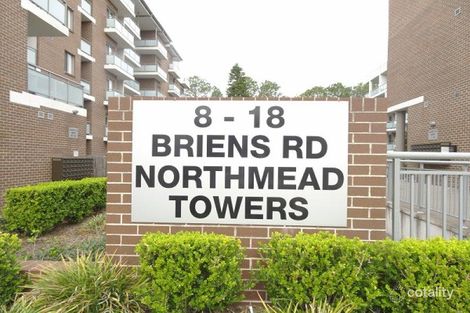 8 - 18
BRIENS RD
NORTHMEAD
TOWERS
cotality